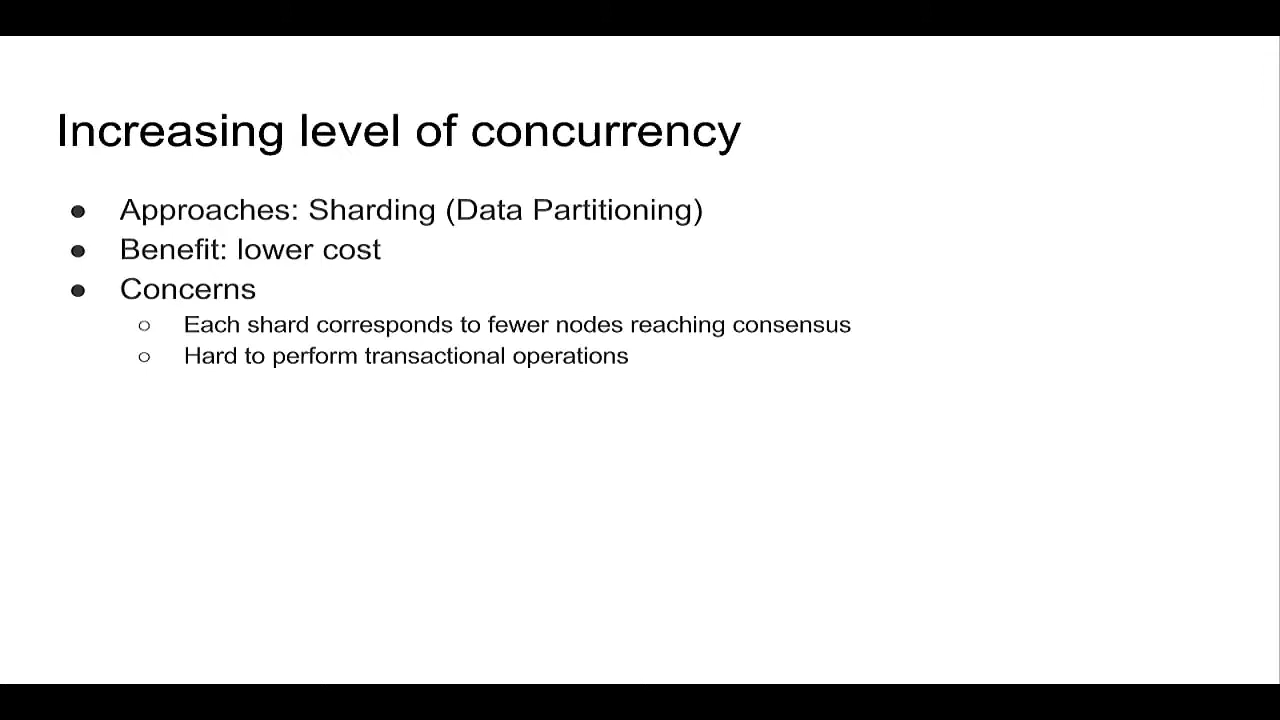 Increasing level of concurrency
● Approaches: Sharding (Data Partitioning)
● Benefit: lower cost
● Concerns
○ Each shard corresponds to fewer nodes reaching consensus
○ Hard to perform transactional operations